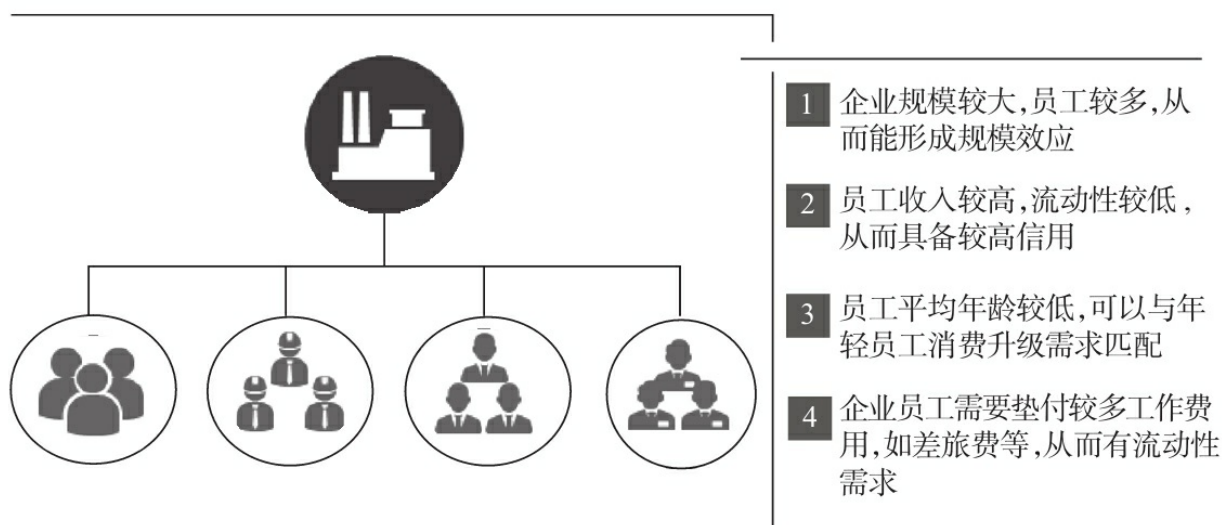 1 企业规模较大,员工较多,从
而能形成规模效应
2 员工收入较高,流动性较低,
从而具备较高信用
3 员工平均年龄较低,可以与年
轻员工消费升级需求匹配
4 企业员工需要垫付较多工作费
用,如差旅费等,从而有流动性
需求